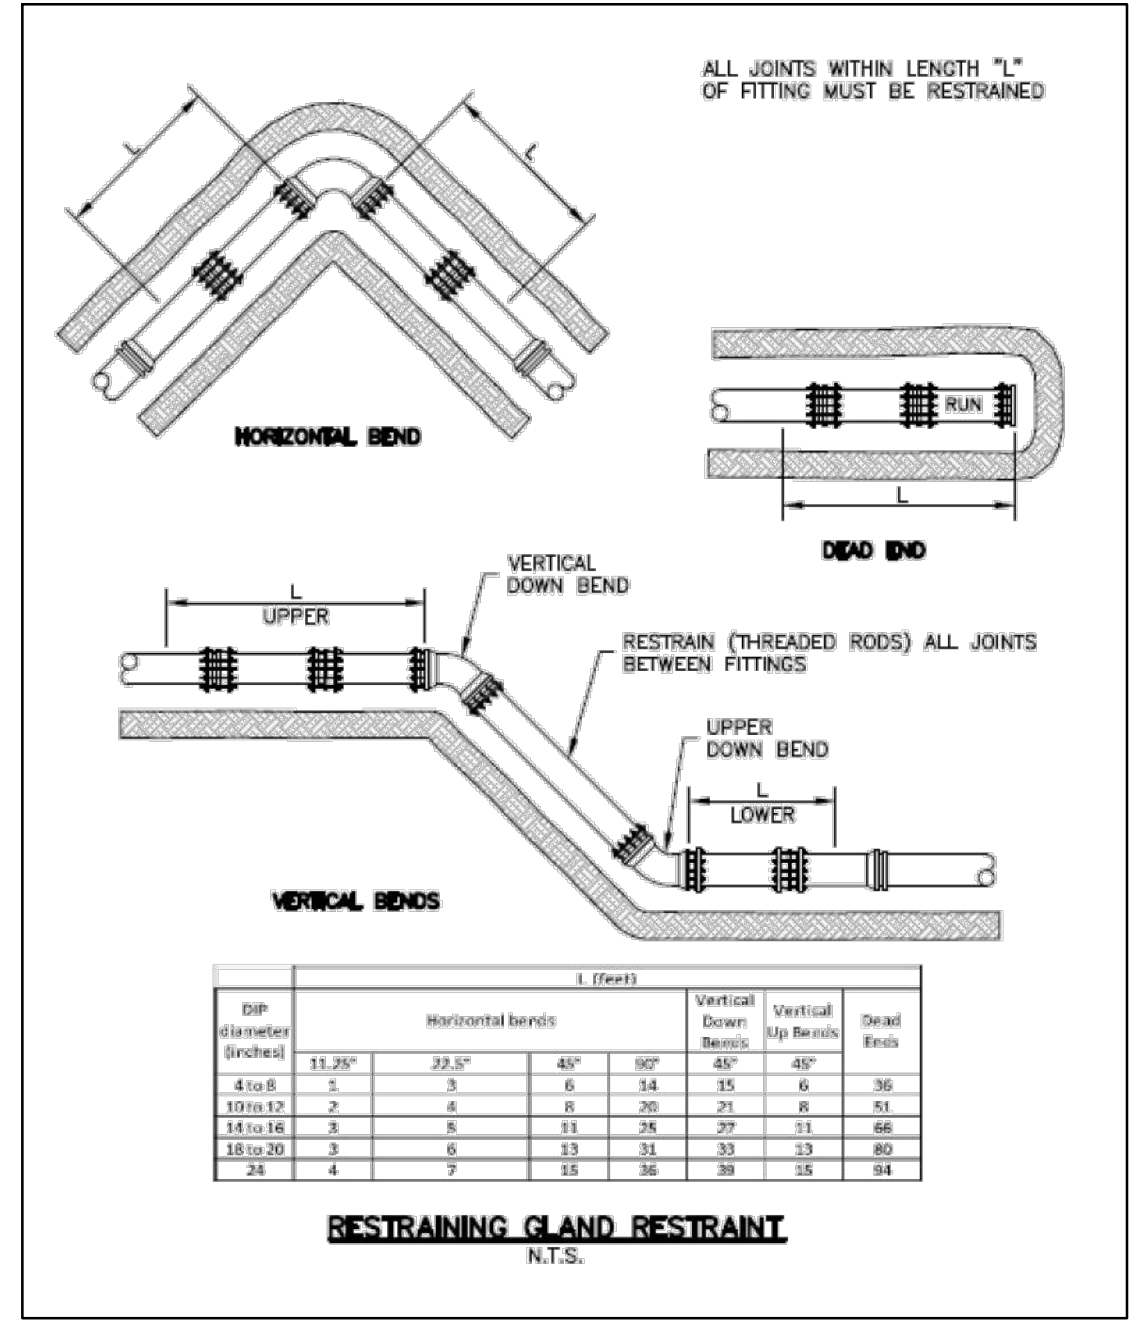 ALL JOINTS WITHIN LENGTH "L"
OF FITTING MUST BE RESTRAINED
L
L
HORIZONTAL BEND
RUN
L
DEAD END
VERTICAL
DOWN BEND
L
UPPER
RESTRAIN (THREADED RODS) ALL JOINTS
BETWEEN FITTINGS
UPPER
DOWN BEND
L
LOWER
VERTICAL BENDS
L (feet)
DIP diameter (inches) Horizontal bends Vertical Down Bends Vertical Up Bends Dead Ends
11.25° 22.5° 45° 90° 45° 45°
4 to 8 1 3 6 14 15 6 36
10 to 12 2 4 8 20 21 8 51
14 to 16 3 5 11 25 27 11 66
18 to 20 3 6 13 31 33 13 80
24 4 7 15 36 39 15 94
RESTRAINING GLAND RESTRAINT
N.T.S.